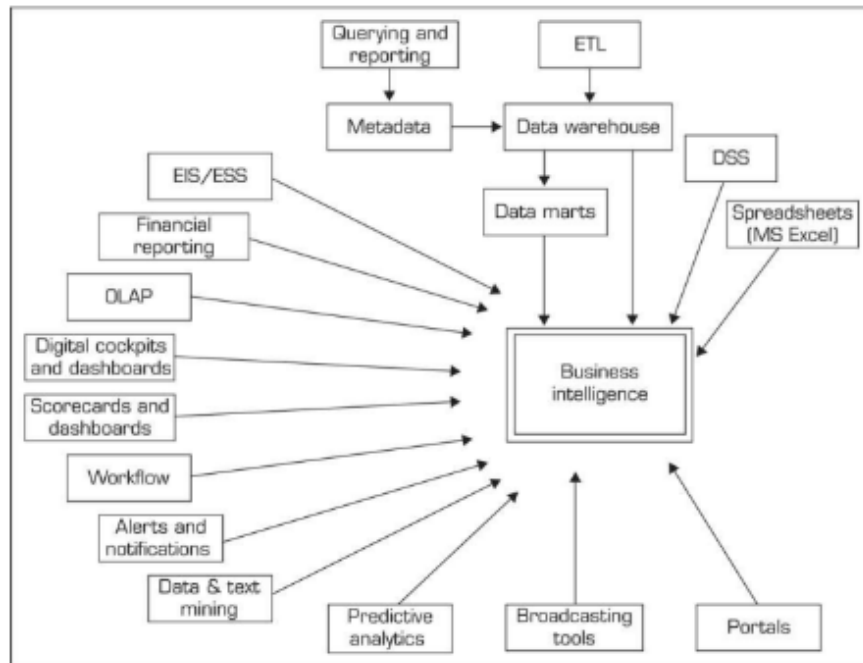 Querying and
reporting
ETL
Metadata
Data warehouse
DSS
EIS/ESS
Data marts
Spreadsheets
(MS Excel)
Financial
reporting
OLAP
Digital cockpits
and dashboards
Business
intelligence
Scorecards and
dashboards
Workflow
Alerts and
notifications
Data & text
mining
Predictive
analytics
Broadcasting
tools
Portals